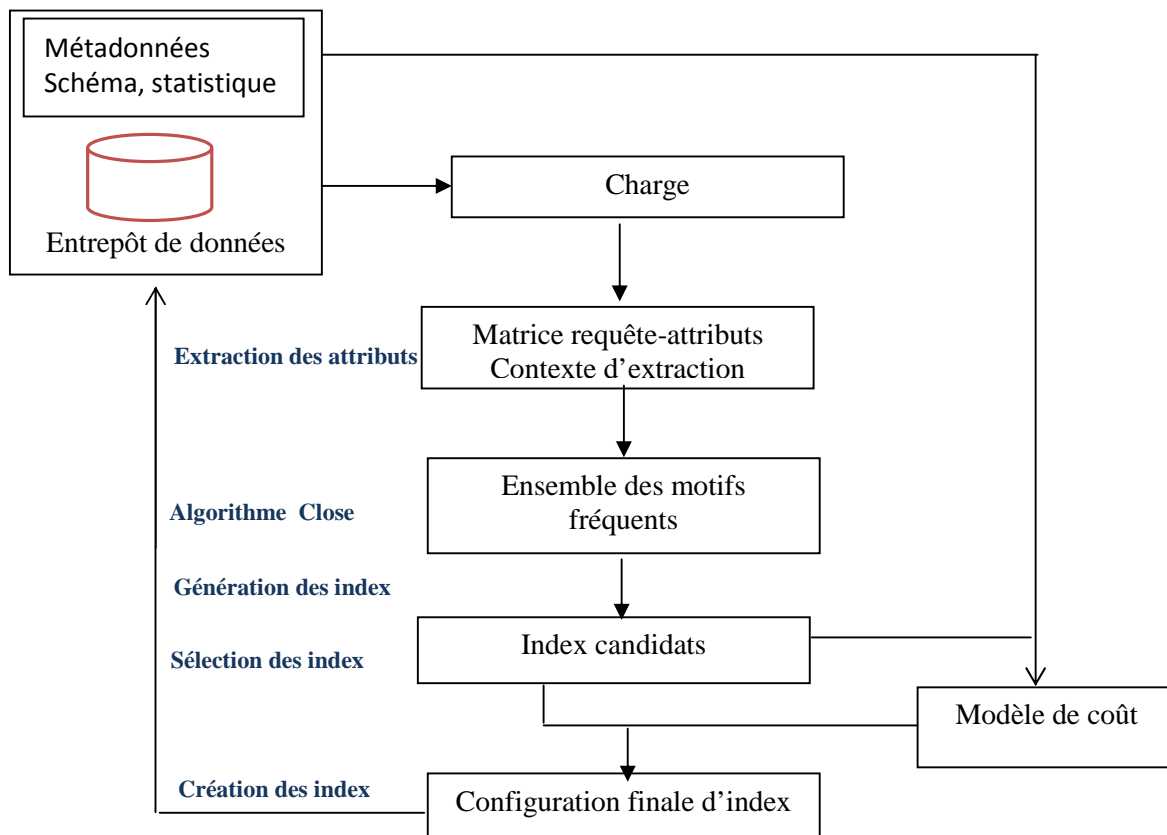 Métadonnées
Schéma, statistique
Entrepôt de données
Charge
Extraction des attributs
Matrice requête-attributs
Contexte d'extraction
Algorithme Close
Ensemble des motifs
fréquents
Génération des index
Sélection des index
Index candidats
Modèle de coût
Création des index
Configuration finale d'index